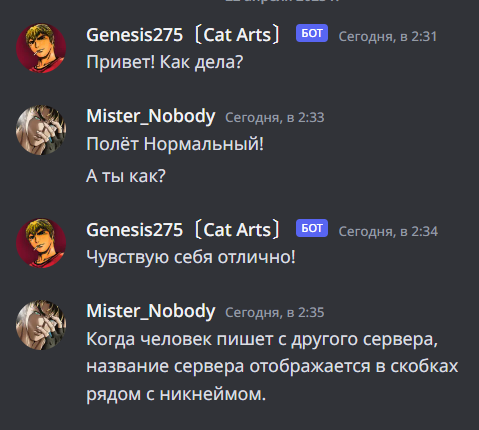 Genesis275〔Cat Arts〕 БОТ Сегодня, в 2:31
Привет! Как дела?
Mister_Nobody Сегодня, в 2:33
Полёт Нормальный!
А ты как?
Genesis275〔Cat Arts〕 БОТ Сегодня, в 2:34
Чувствую себя отлично!
Mister_Nobody Сегодня, в 2:35
Когда человек пишет с другого сервера,
название сервера отображается в скобках
рядом с никнеймом.